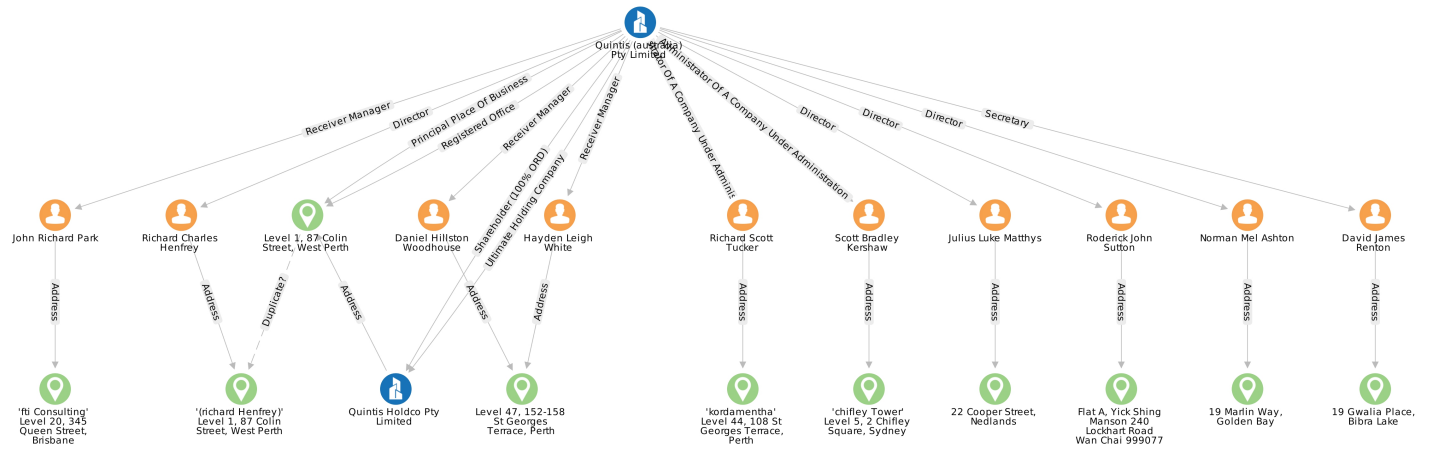 Quintis (australia)
Pty Limited
Receiver Manager
Director
Principal Place Of Business
Registered Office
Receiver Manager
Shareholder (100% ORD)
Ultimate Holding Company
Receiver Manager
Of A Company Under
Administrator Of A Company Under Administration
Director
Director
Director
Secretary
John Richard Park
Richard Charles
Henfrey
Level 1, 87 Colin
Street, West Perth
Daniel Hillston
Woodhouse
Hayden Leigh
White
Richard Scott
Tucker
Scott Bradley
Kershaw
Julius Luke Matthys
Roderick John
Sutton
Norman Mel Ashton
David James
Renton
Address
Address
Duplicate?
Address
Address
Address
Address
Address
Address
Address
Address
Address
'fti Consulting'
Level 20, 345
Queen Street,
Brisbane
'(richard Henfrey)'
Level 1, 87 Colin
Street, West Perth
Quintis Holdco Pty
Limited
Level 47, 152-158
St Georges
Terrace, Perth
'kordamentha'
Level 44, 108 St
Georges Terrace,
Perth
'chifley Tower'
Level 5, 2 Chifley
Square, Sydney
22 Cooper Street,
Nedlands
Flat A, Yick Shing
Manson 240
Lockhart Road
Wan Chai 999077
19 Marlin Way,
Golden Bay
19 Gwalia Place,
Bibra Lake